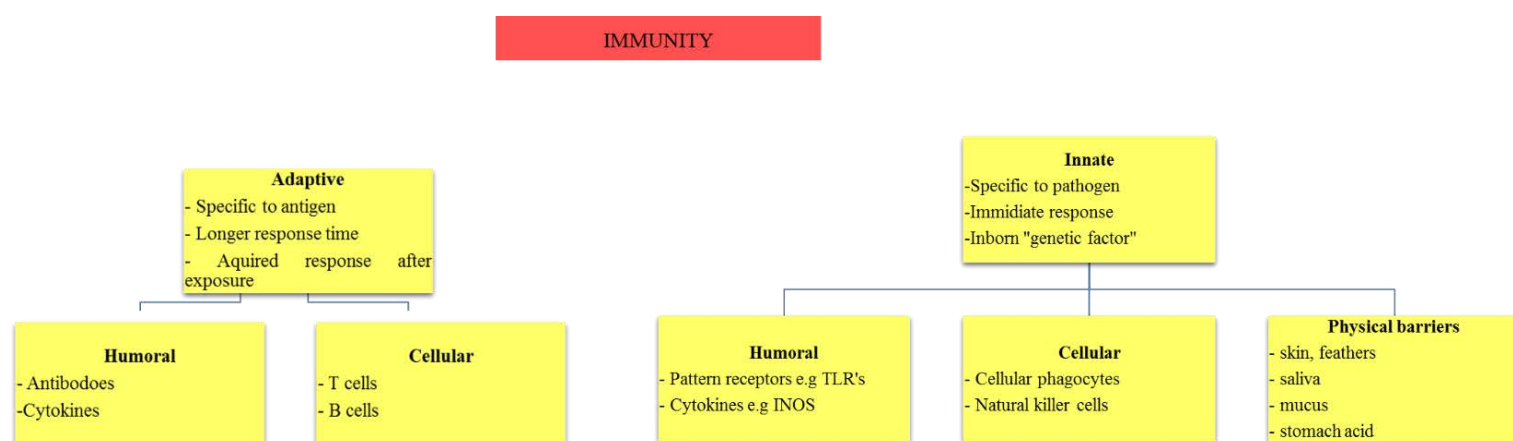 IMMUNITY
Adaptive
- Specific to antigen
- Longer response time
- Aquired response after
exposure
Innate
-Specific to pathogen
-Immidiate response
-Inborn "genetic factor"
Humoral
- Antibodoes
-Cytokines
Cellular
- T cells
- B cells
Humoral
- Pattern receptors e.g TLR's
- Cytokines e.g INOS
Cellular
- Cellular phagocytes
- Natural killer cells
Physical barriers
- skin, feathers
- saliva
- mucus
- stomach acid